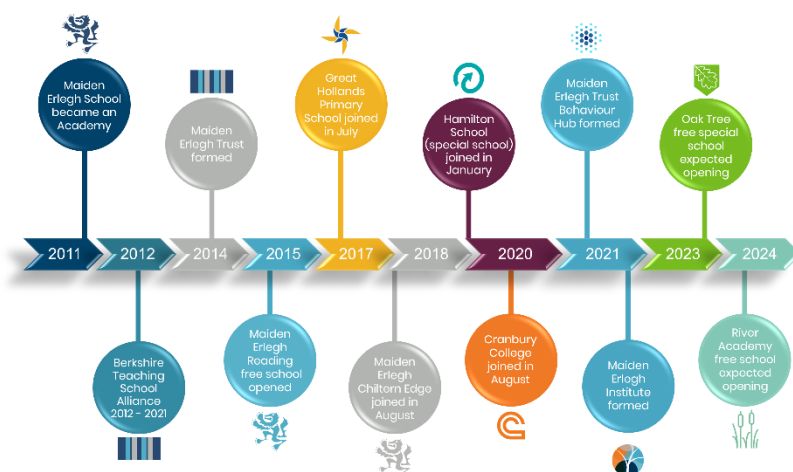 Maiden
Erlegh School
became an
Academy
Maiden
Erlegh Trust
formed
Great
Hollands
Primary
School joined
in July
Hamilton
School
(special school)
joined in
January
Maiden
Erlegh Trust
Behaviour
Hub formed
Oak Tree
free special
school
expected
opening
2011
2012
2014
2015
2017
2018
2020
2021
2023
2024
Berkshire
Teaching
School
Alliance
2012 - 2021
Maiden
Erlegh
Reading
free school
opened
Maiden
Erlegh
Chiltern Edge
joined in
August
Cranbury
College
joined in
August
Maiden
Erlegh
Institute
formed
River
Academy
free school
expected
opening